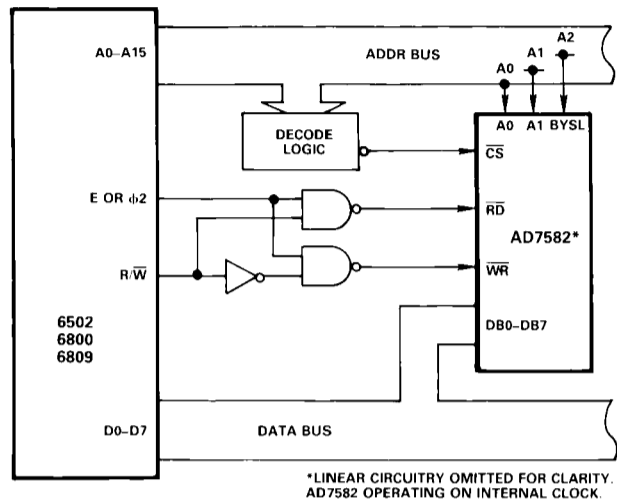 A0–A15
ADDR BUS
A2
A1
A0
A0 A1 BYSL
DECODE
LOGIC
CS
E OR ϕ2
RD
AD7582*
R/W
WR
6502
6800
6809
DB0–DB7
D0–D7
DATA BUS
*LINEAR CIRCUITRY OMITTED FOR CLARITY.
AD7582 OPERATING ON INTERNAL CLOCK.